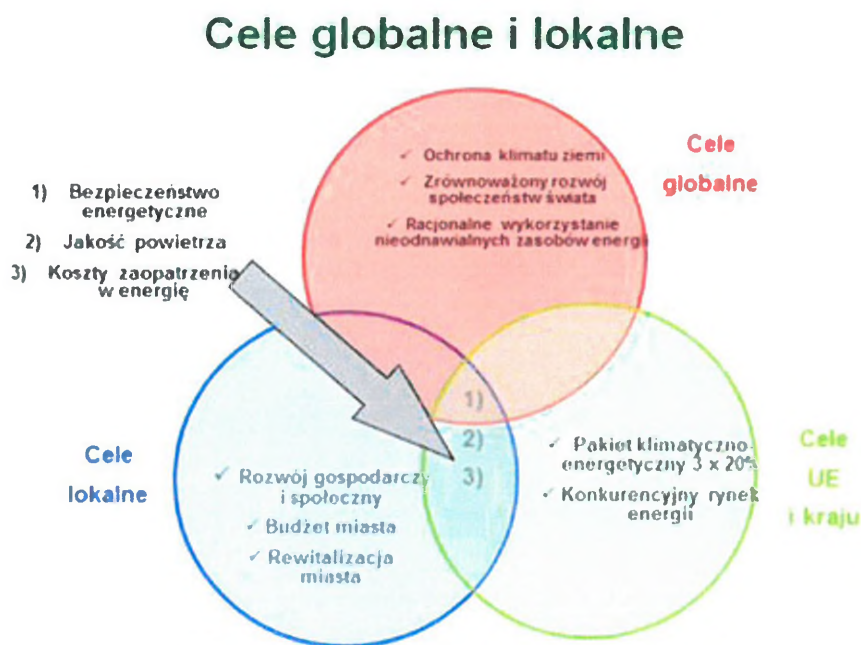 Cele globalne i lokalne
✓ Ochrona klimatu ziemi
✓ Zrównoważony rozwój
społeczeństw świata
✓ Racjonalne wykorzystanie
nieodnawialnych zasobów energii
Cele
globalne
1) Bezpieczeństwo
energetyczne
2) Jakość powietrza
3) Koszty zaopatrzenia
w energię
1)
2)
3)
Cele
lokalne
✓ Rozwój gospodarczy
i społeczny
✓ Budżet miasta
✓ Rewitalizacja
miasta
✓ Pakiet klimatyczno-
energetyczny 3 x 20%
✓ Konkurencyjny rynek
energii
Cele
UE
i kraju